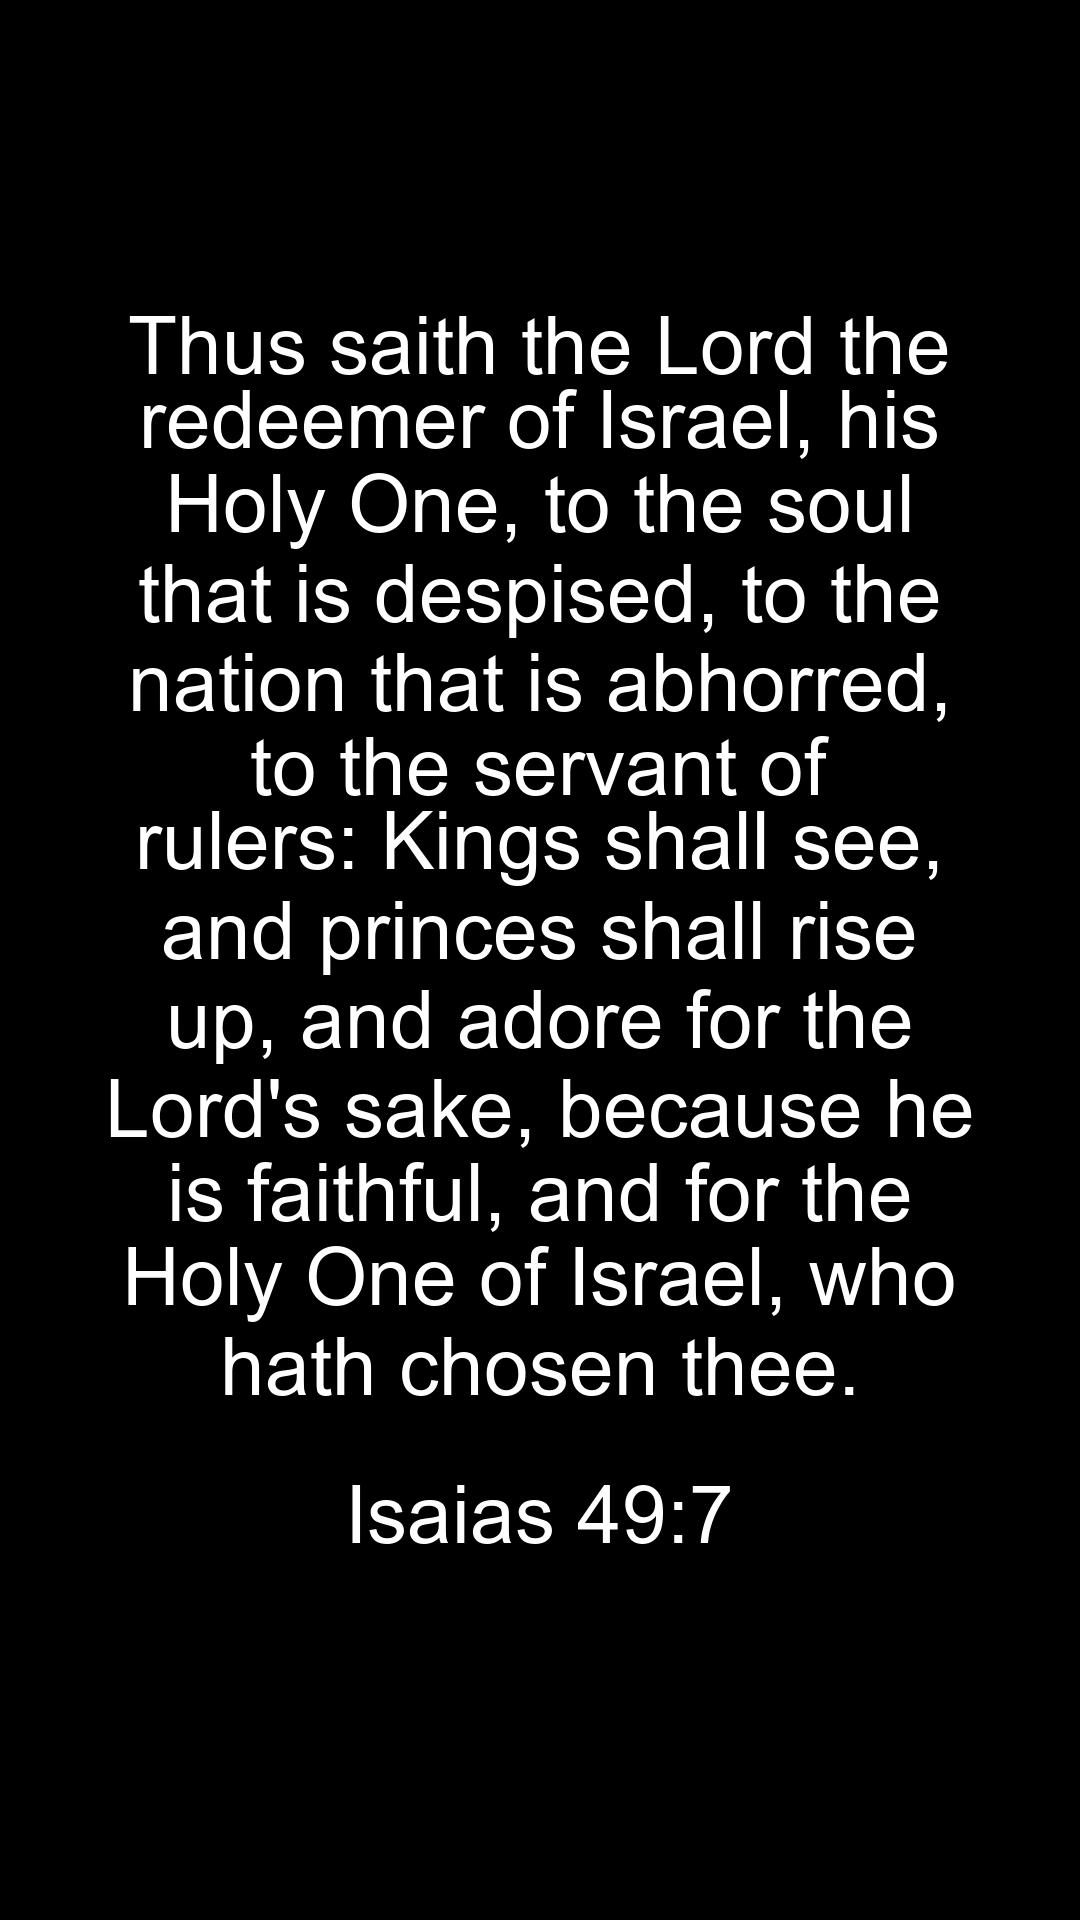 Thus saith the Lord the
redeemer of Israel, his
Holy One, to the soul
that is despised, to the
nation that is abhorred,
to the servant of
rulers: Kings shall see,
and princes shall rise
up, and adore for the
Lord's sake, because he
is faithful, and for the
Holy One of Israel, who
hath chosen thee.
Isaias 49:7